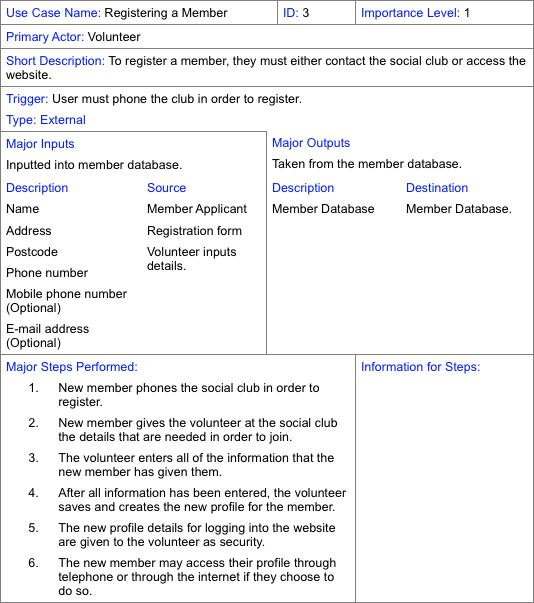 Use Case Name: Registering a Member
ID: 3
Importance Level: 1
Primary Actor: Volunteer
Short Description: To register a member, they must either contact the social club or access the
website.
Trigger: User must phone the club in order to register.
Type: External
Major Inputs
Inputted into member database.
Description Source
Name Member Applicant
Address Registration form
Postcode Volunteer inputs
details.
Phone number
Mobile phone number
(Optional)
E-mail address
(Optional)
Major Outputs
Taken from the member database.
Description Destination
Member Database Member Database.
Major Steps Performed:
1. New member phones the social club in order to
register.
2. New member gives the volunteer at the social club
the details that are needed in order to join.
3. The volunteer enters all of the information that the
new member has given them.
4. After all information has been entered, the volunteer
saves and creates the new profile for the member.
5. The new profile details for logging into the website
are given to the volunteer as security.
6. The new member may access their profile through
telephone or through the internet if they choose to
do so.
Information for Steps: